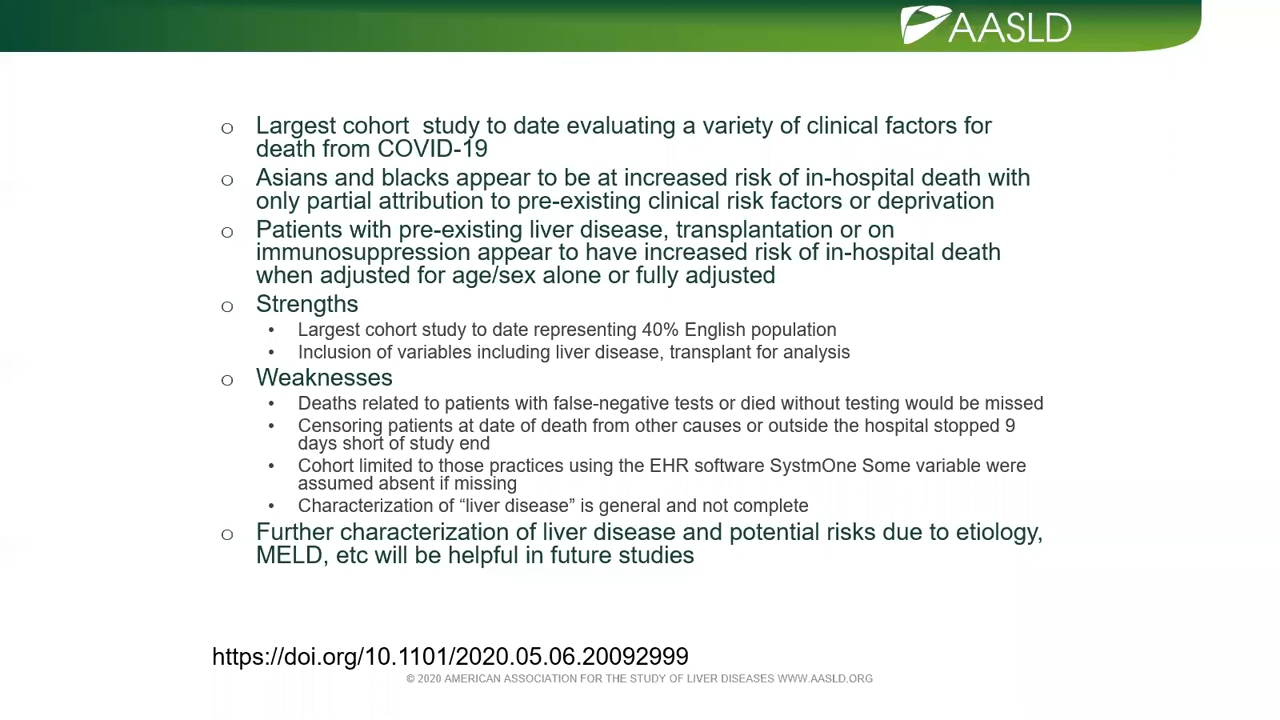 AASLD
o Largest cohort  study to date evaluating a variety of clinical factors for
death from COVID-19
o Asians and blacks appear to be at increased risk of in-hospital death with
only partial attribution to pre-existing clinical risk factors or deprivation
o Patients with pre-existing liver disease, transplantation or on
immunosuppression appear to have increased risk of in-hospital death
when adjusted for age/sex alone or fully adjusted
o Strengths
• Largest cohort study to date representing 40% English population
• Inclusion of variables including liver disease, transplant for analysis
o Weaknesses
• Deaths related to patients with false-negative tests or died without testing would be missed
• Censoring patients at date of death from other causes or outside the hospital stopped 9
days short of study end
• Cohort limited to those practices using the EHR software SystmOne Some variable were
assumed absent if missing
• Characterization of “liver disease” is general and not complete
o Further characterization of liver disease and potential risks due to etiology,
MELD, etc will be helpful in future studies
https://doi.org/10.1101/2020.05.06.20092999
© 2020 AMERICAN ASSOCIATION FOR THE STUDY OF LIVER DISEASES WWW.AASLD.ORG